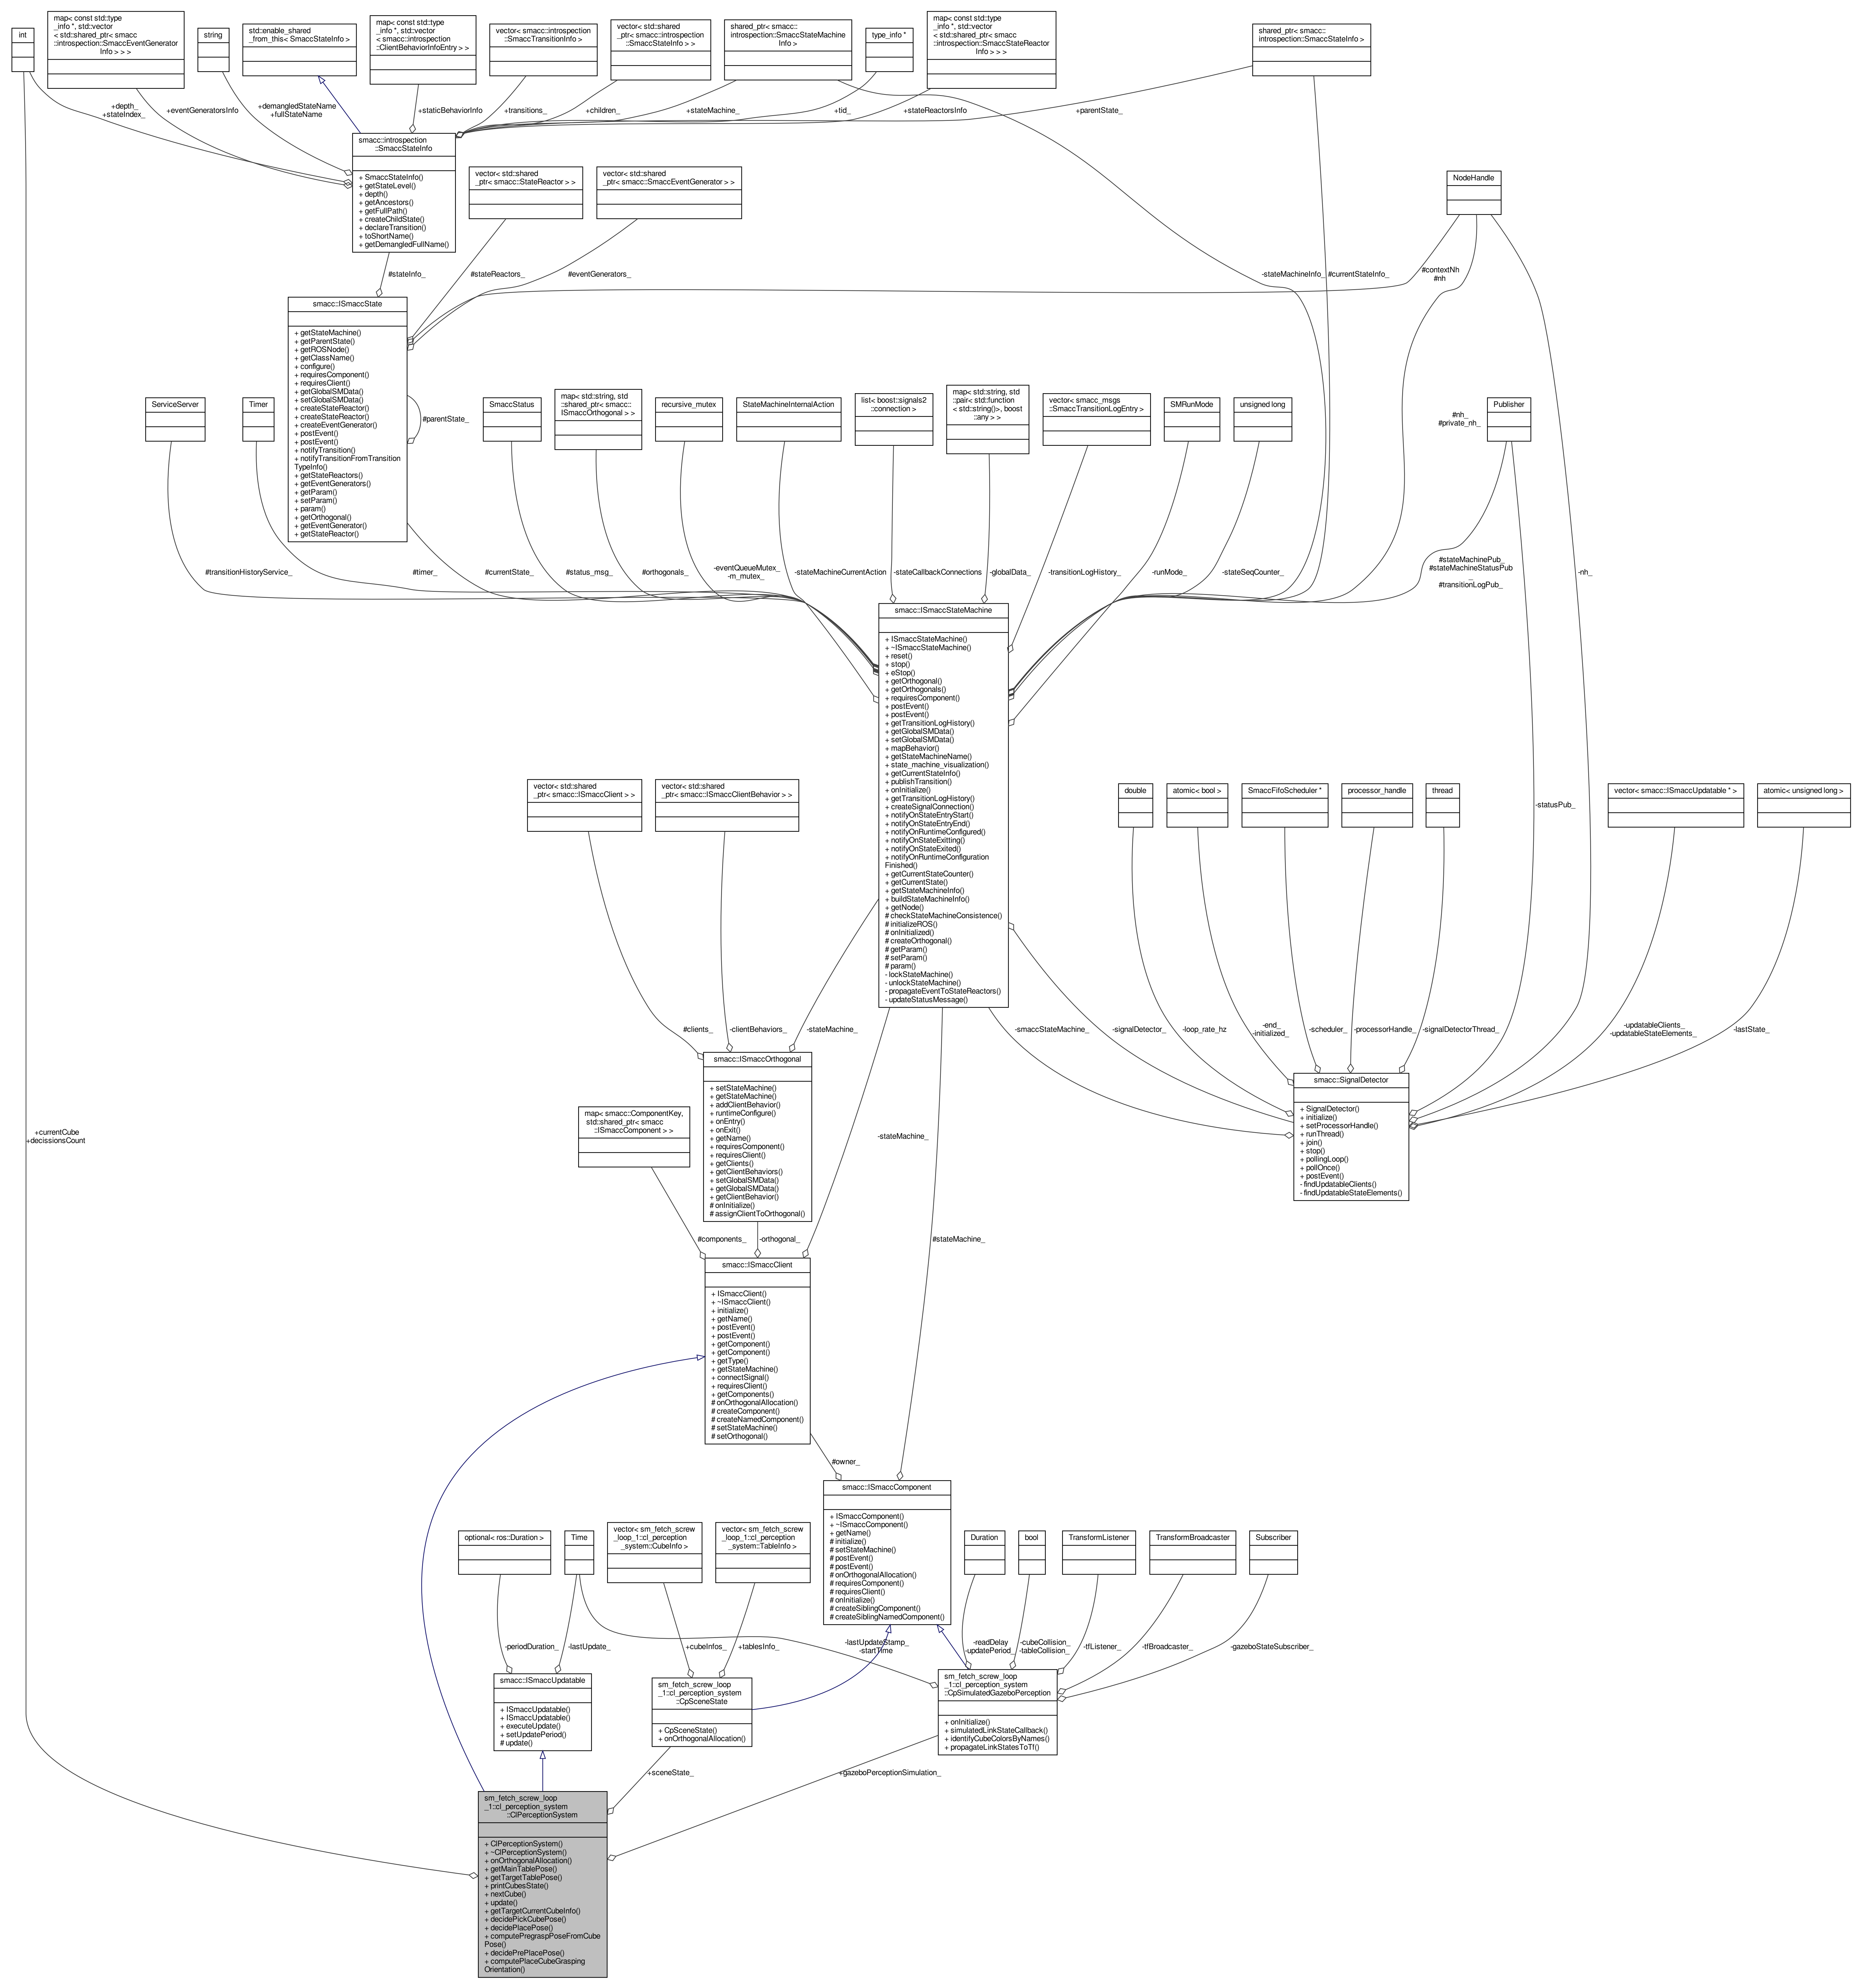 int
map< const std::type
_info *, std::vector
< std::shared_ptr< smacc
::introspection::SmaccEventGenerator
Info > > >
string
std::enable_shared
_from_this< SmaccStateInfo >
map< const std::type
_info *, std::vector
< smacc::introspection
::ClientBehaviorInfoEntry > >
vector< smacc::introspection
::SmaccTransitionInfo >
vector< std::shared
_ptr< smacc::introspection
::SmaccStateInfo > >
shared_ptr< smacc::
introspection::SmaccStateMachine
Info >
type_info *
map< const std::type
_info *, std::vector
< std::shared_ptr< smacc
::introspection::SmaccStateReactor
Info > > >
shared_ptr< smacc::
introspection::SmaccStateInfo >
+depth_
+stateIndex_
+eventGeneratorsInfo
+demangledStateName
+fullStateName
+staticBehaviorInfo
+transitions_
+children_
+stateMachine_
+tid_
+stateReactorsInfo
+parentState_
smacc::introspection
::SmaccStateInfo
+ SmaccStateInfo()
+ getStateLevel()
+ depth()
+ getAncestors()
+ getFullPath()
+ createChildState()
+ declareTransition()
+ toShortName()
+ getDemangledFullName()
vector< std::shared
_ptr< smacc::StateReactor > >
vector< std::shared
_ptr< smacc::SmaccEventGenerator > >
NodeHandle
#stateInfo_
#stateReactors_
#eventGenerators_
-stateMachineInfo_
#currentStateInfo_
#contextNh
#nh
smacc::ISmaccState
+ getStateMachine()
+ getParentState()
+ getROSNode()
+ getClassName()
+ configure()
+ requiresComponent()
+ requiresClient()
+ getGlobalSMData()
+ setGlobalSMData()
+ createStateReactor()
+ createStateReactor()
+ createEventGenerator()
+ postEvent()
+ postEvent()
+ notifyTransition()
+ notifyTransitionFromTransition
TypeInfo()
+ getStateReactors()
+ getEventGenerators()
+ getParam()
+ setParam()
+ param()
+ getOrthogonal()
+ getEventGenerator()
+ getStateReactor()
#parentState_
ServiceServer
Timer
SmaccStatus
map< std::string, std
::shared_ptr< smacc::
ISmaccOrthogonal > >
recursive_mutex
StateMachineInternalAction
list< boost::signals2
::connection >
map< std::string, std
::pair< std::function
< std::string()>, boost
::any > >
vector< smacc_msgs
::SmaccTransitionLogEntry >
SMRunMode
unsigned long
#nh_
#private_nh_
Publisher
#transitionHistoryService_
#timer_
#currentState_
#status_msg_
#orthogonals_
-eventQueueMutex_
-m_mutex_
-stateMachineCurrentAction
-stateCallbackConnections
-globalData_
-transitionLogHistory_
-runMode_
-stateSeqCounter_
#stateMachinePub_
#stateMachineStatusPub
_
#transitionLogPub_
-nh_
smacc::ISmaccStateMachine
+ ISmaccStateMachine()
+ ~ISmaccStateMachine()
+ reset()
+ stop()
+ eStop()
+ getOrthogonal()
+ getOrthogonals()
+ requiresComponent()
+ postEvent()
+ postEvent()
+ getTransitionLogHistory()
+ getGlobalSMData()
+ setGlobalSMData()
+ mapBehavior()
+ getStateMachineName()
+ state_machine_visualization()
+ getCurrentStateInfo()
+ publishTransition()
+ onInitialize()
+ getTransitionLogHistory()
+ createSignalConnection()
+ notifyOnStateEntryStart()
+ notifyOnStateEntryEnd()
+ notifyOnRuntimeConfigured()
+ notifyOnStateExitting()
+ notifyOnStateExited()
+ notifyOnRuntimeConfiguration
Finished()
+ getCurrentStateCounter()
+ getCurrentState()
+ getStateMachineInfo()
+ buildStateMachineInfo()
+ getNode()
# checkStateMachineConsistence()
# initializeROS()
# onInitialized()
# createOrthogonal()
# getParam()
# setParam()
# param()
- lockStateMachine()
- unlockStateMachine()
- propagateEventToStateReactors()
- updateStatusMessage()
vector< std::shared
_ptr< smacc::ISmaccClient > >
vector< std::shared
_ptr< smacc::ISmaccClientBehavior > >
double
atomic< bool >
SmaccFifoScheduler *
processor_handle
thread
-statusPub_
vector< smacc::ISmaccUpdatable * >
atomic< unsigned long >
#clients_
-clientBehaviors_
-stateMachine_
-smaccStateMachine_
-signalDetector_
-loop_rate_hz
-end_
-initialized_
-scheduler_
-processorHandle_
-signalDetectorThread_
-updatableClients_
-updatableStateElements_
-lastState_
smacc::ISmaccOrthogonal
+ setStateMachine()
+ getStateMachine()
+ addClientBehavior()
+ runtimeConfigure()
+ onEntry()
+ onExit()
+ getName()
+ requiresComponent()
+ requiresClient()
+ getClients()
+ getClientBehaviors()
+ setGlobalSMData()
+ getGlobalSMData()
+ getClientBehavior()
# onInitialize()
# assignClientToOrthogonal()
smacc::SignalDetector
+ SignalDetector()
+ initialize()
+ setProcessorHandle()
+ runThread()
+ join()
+ stop()
+ pollingLoop()
+ pollOnce()
+ postEvent()
- findUpdatableClients()
- findUpdatableStateElements()
map< smacc::ComponentKey,
std::shared_ptr< smacc
::ISmaccComponent > >
+currentCube
+decissionsCount
-stateMachine_
#components_
-orthogonal_
#stateMachine_
smacc::ISmaccClient
+ ISmaccClient()
+ ~ISmaccClient()
+ initialize()
+ getName()
+ postEvent()
+ postEvent()
+ getComponent()
+ getComponent()
+ getType()
+ getStateMachine()
+ connectSignal()
+ requiresClient()
+ getComponents()
# onOrthogonalAllocation()
# createComponent()
# createNamedComponent()
# setStateMachine()
# setOrthogonal()
#owner_
smacc::ISmaccComponent
+ ISmaccComponent()
+ ~ISmaccComponent()
+ getName()
# initialize()
# setStateMachine()
# postEvent()
# postEvent()
# onOrthogonalAllocation()
# requiresComponent()
# requiresClient()
# onInitialize()
# createSiblingComponent()
# createSiblingNamedComponent()
optional< ros::Duration >
Time
vector< sm_fetch_screw
_loop_1::cl_perception
_system::CubeInfo >
vector< sm_fetch_screw
_loop_1::cl_perception
_system::TableInfo >
Duration
bool
TransformListener
TransformBroadcaster
Subscriber
-periodDuration_
-lastUpdate_
+cubeInfos_
+tablesInfo_
-lastUpdateStamp_
-startTime
-readDelay
-updatePeriod_
-cubeCollision_
-tableCollision_
-tfListener_
-tfBroadcaster_
-gazeboStateSubscriber_
smacc::ISmaccUpdatable
+ ISmaccUpdatable()
+ ISmaccUpdatable()
+ executeUpdate()
+ setUpdatePeriod()
# update()
sm_fetch_screw_loop
_1::cl_perception_system
::CpSceneState
+ CpSceneState()
+ onOrthogonalAllocation()
sm_fetch_screw_loop
_1::cl_perception_system
::CpSimulatedGazeboPerception
+ onInitialize()
+ simulatedLinkStateCallback()
+ identifyCubeColorsByNames()
+ propagateLinkStatesToTf()
+sceneState_
+gazeboPerceptionSimulation_
sm_fetch_screw_loop
_1::cl_perception_system
::ClPerceptionSystem
+ ClPerceptionSystem()
+ ~ClPerceptionSystem()
+ onOrthogonalAllocation()
+ getMainTablePose()
+ getTargetTablePose()
+ printCubesState()
+ nextCube()
+ update()
+ getTargetCurrentCubeInfo()
+ decidePickCubePose()
+ decidePlacePose()
+ computePregraspPoseFromCube
Pose()
+ decidePrePlacePose()
+ computePlaceCubeGrasping
Orientation()